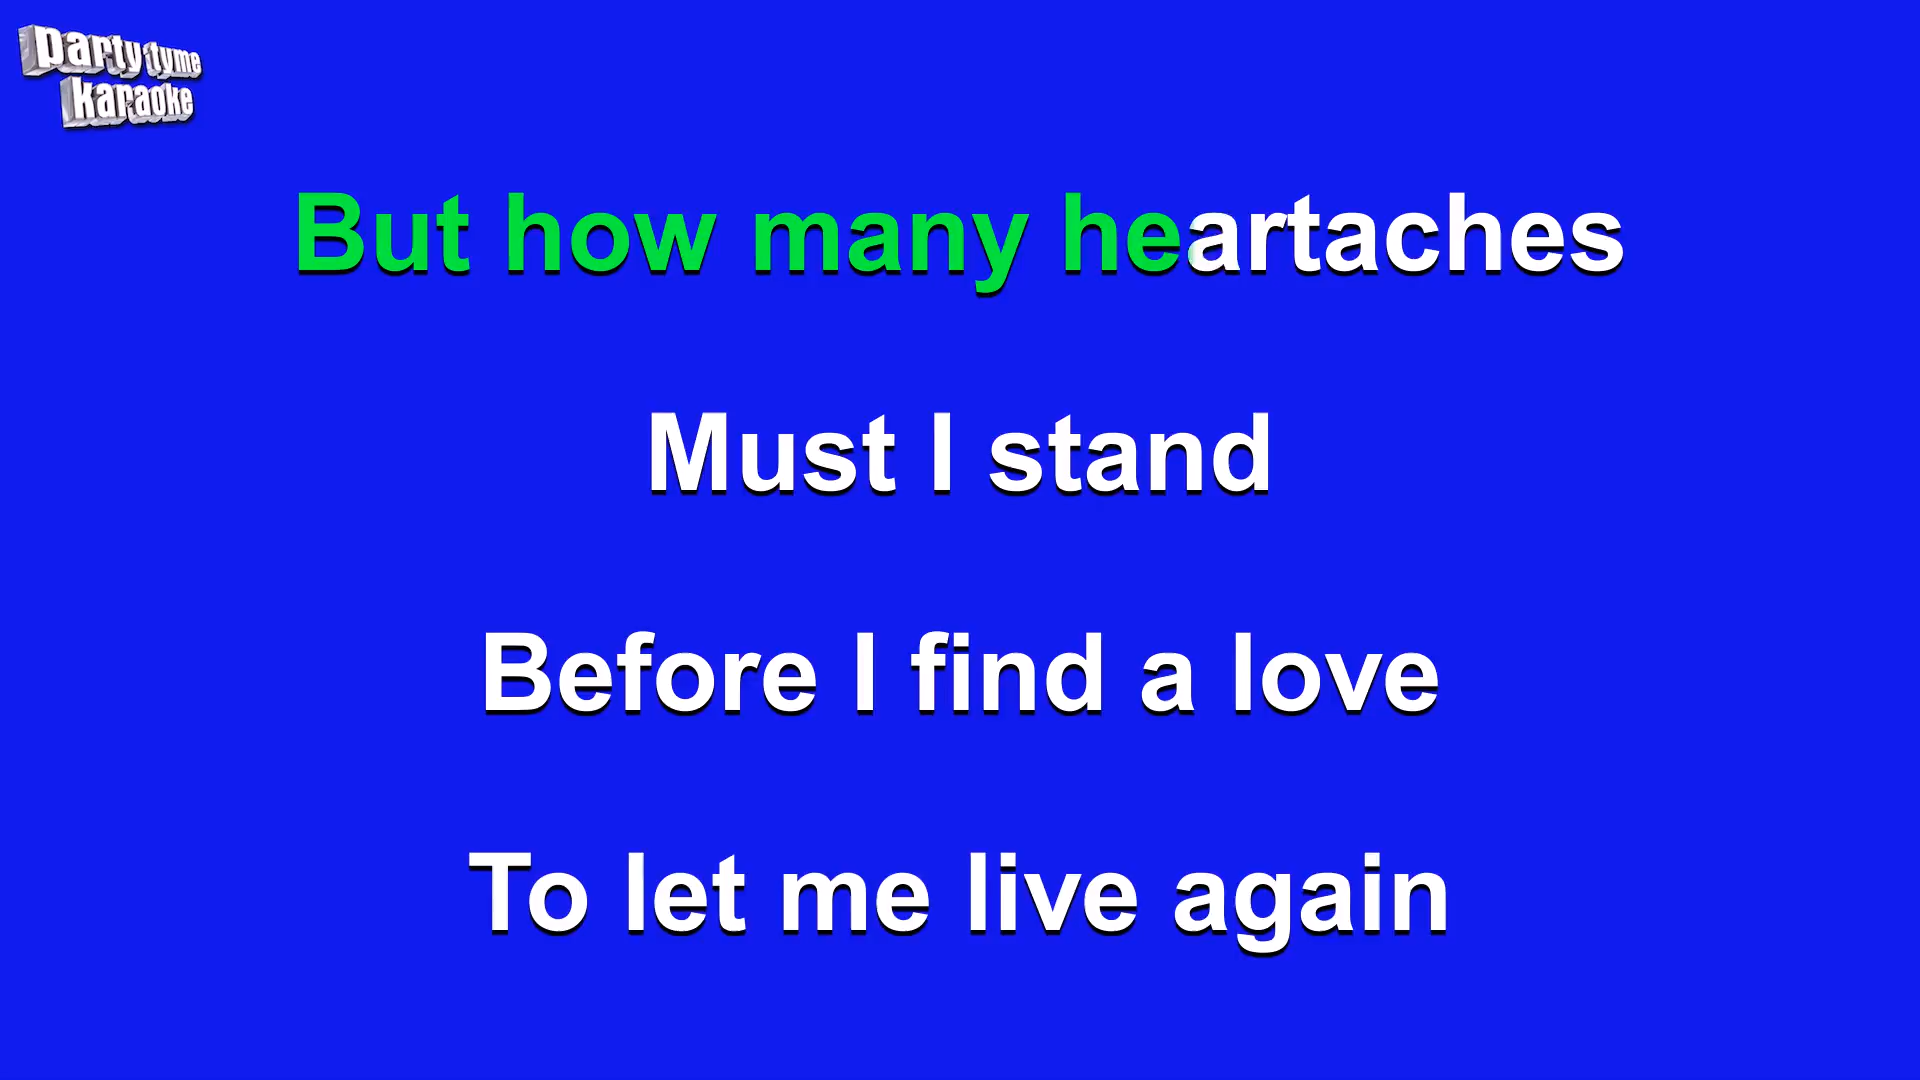 party tyme
karaoke
But how many heartaches
Must I stand
Before I find a love
To let me live again